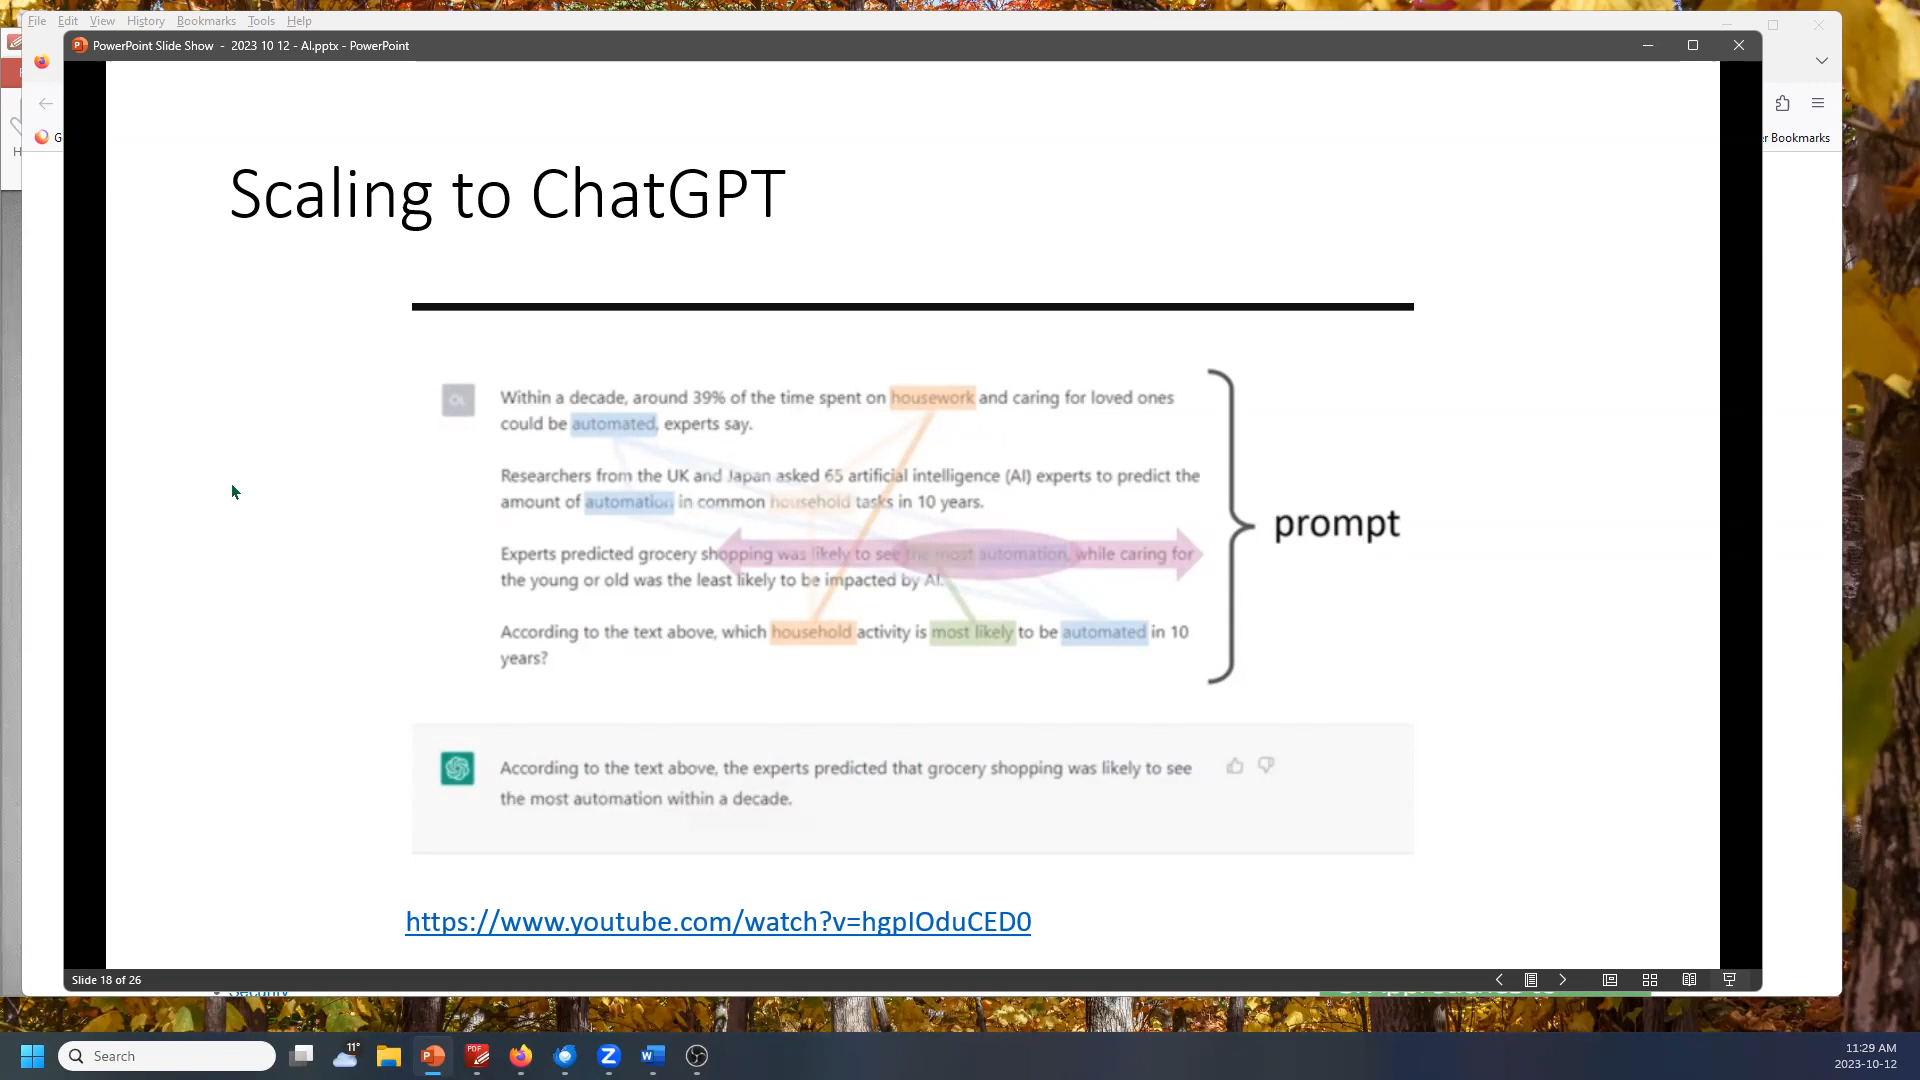 File Edit View History Bookmarks Tools Help
PowerPoint Slide Show - 2023 10 12 - AI.pptx - PowerPoint
G
r Bookmarks
H
Scaling to ChatGPT
OL
Within a decade, around 39% of the time spent on housework and caring for loved ones
could be automated, experts say.
Researchers from the UK and Japan asked 65 artificial intelligence (AI) experts to predict the
amount of automation in common household tasks in 10 years.
Experts predicted grocery shopping was likely to see the most automation, while caring for
the young or old was the least likely to be impacted by AI.
According to the text above, which household activity is most likely to be automated in 10
years?
prompt
According to the text above, the experts predicted that grocery shopping was likely to see
the most automation within a decade.
https://www.youtube.com/watch?v=hgpIOduCED0
Slide 18 of 26
Security
Search
11°
PDF
11:29 AM
2023-10-12